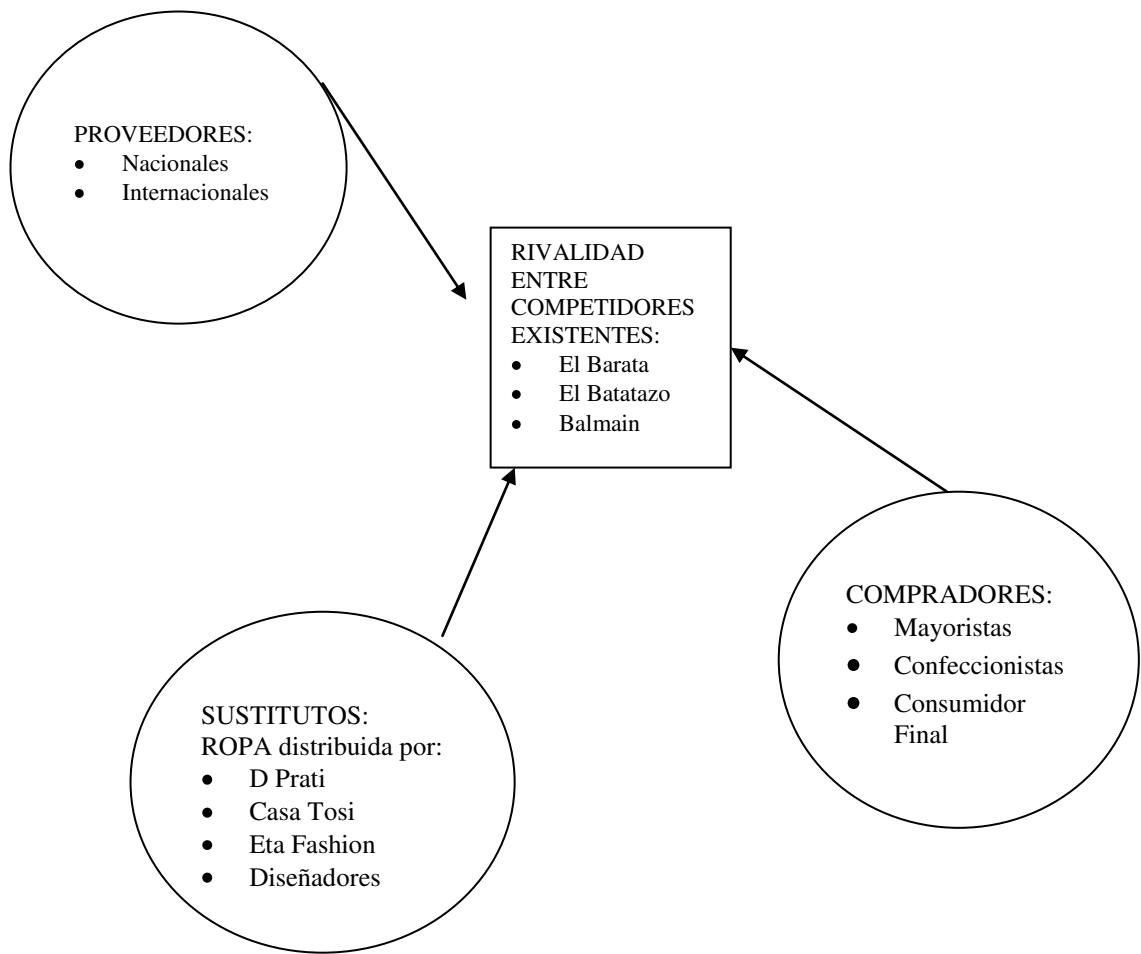 PROVEEDORES:
• Nacionales
• Internacionales
RIVALIDAD
ENTRE
COMPETIDORES
EXISTENTES:
• El Barata
• El Batatazo
• Balmain
COMPRADORES:
• Mayoristas
• Confeccionistas
• Consumidor
Final
SUSTITUTOS:
ROPA distribuida por:
• D Prati
• Casa Tosi
• Eta Fashion
• Diseñadores